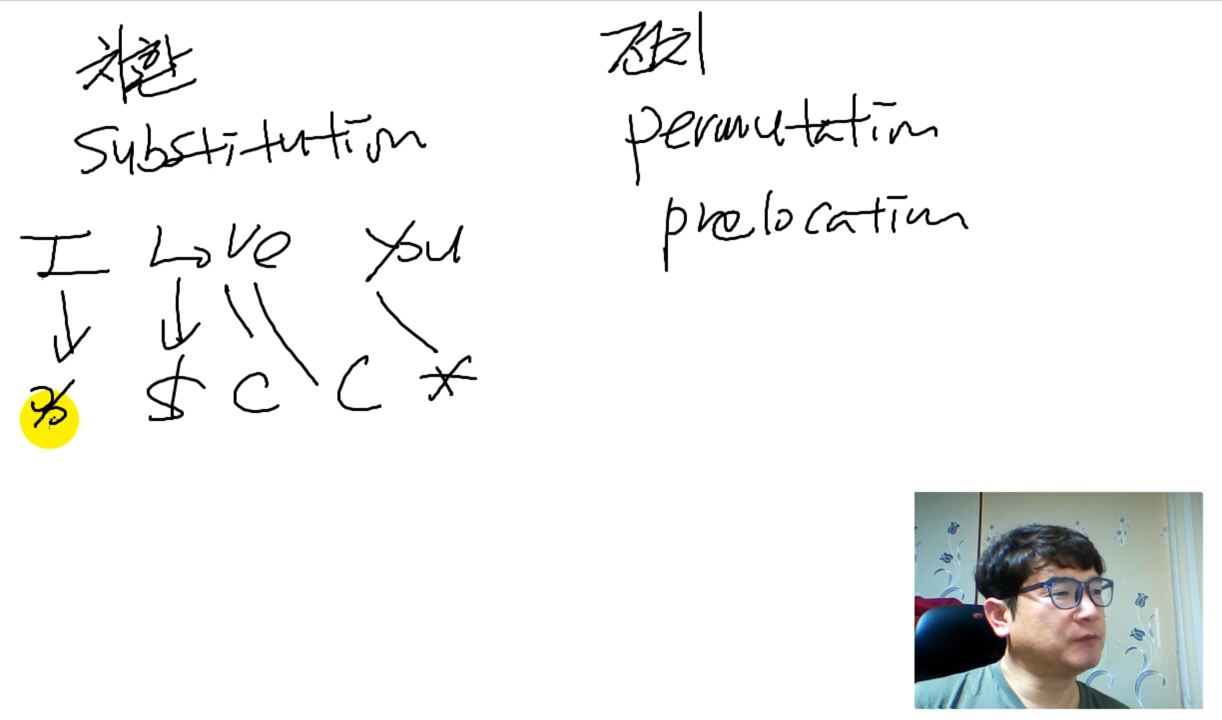 치환
substitution
I Love You
% $ C C *
전치
permutation
prelocation